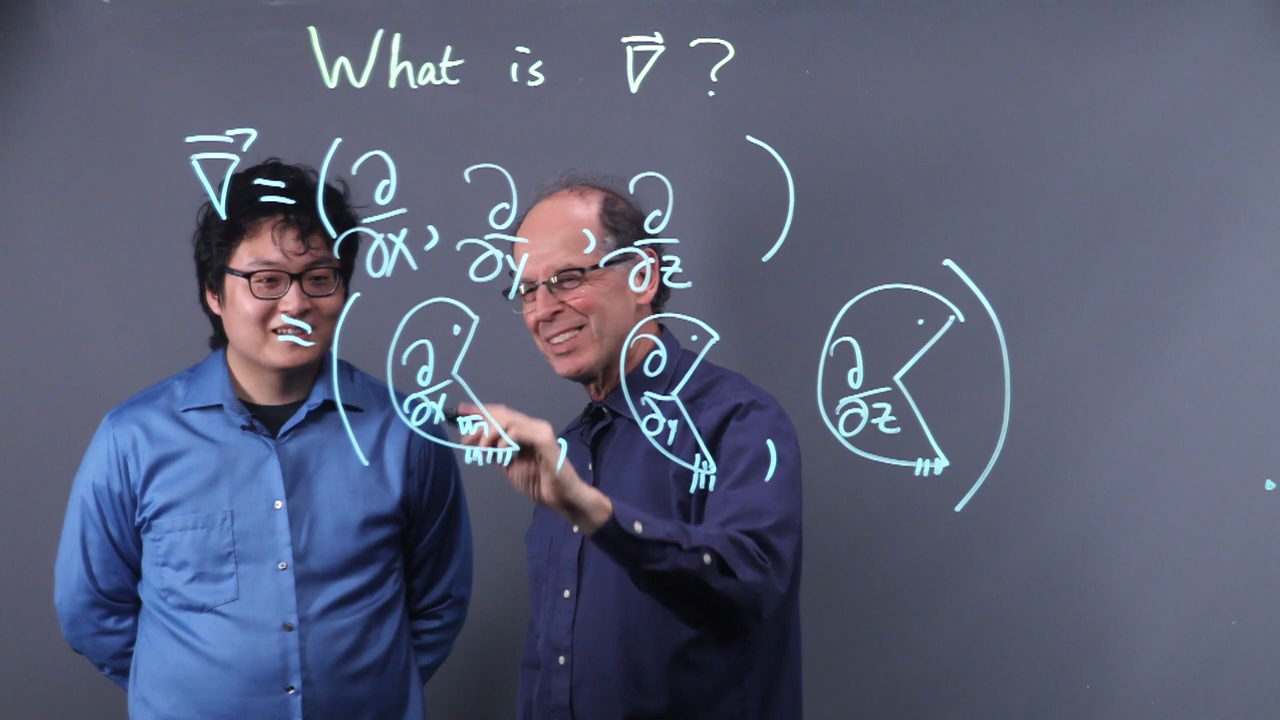 What is ∇⃗ ?
∇⃗ = ( ∂/∂x , ∂/∂y , ∂/∂z )
≈ ( ∂/∂x , ∂/∂y , ∂/∂z )